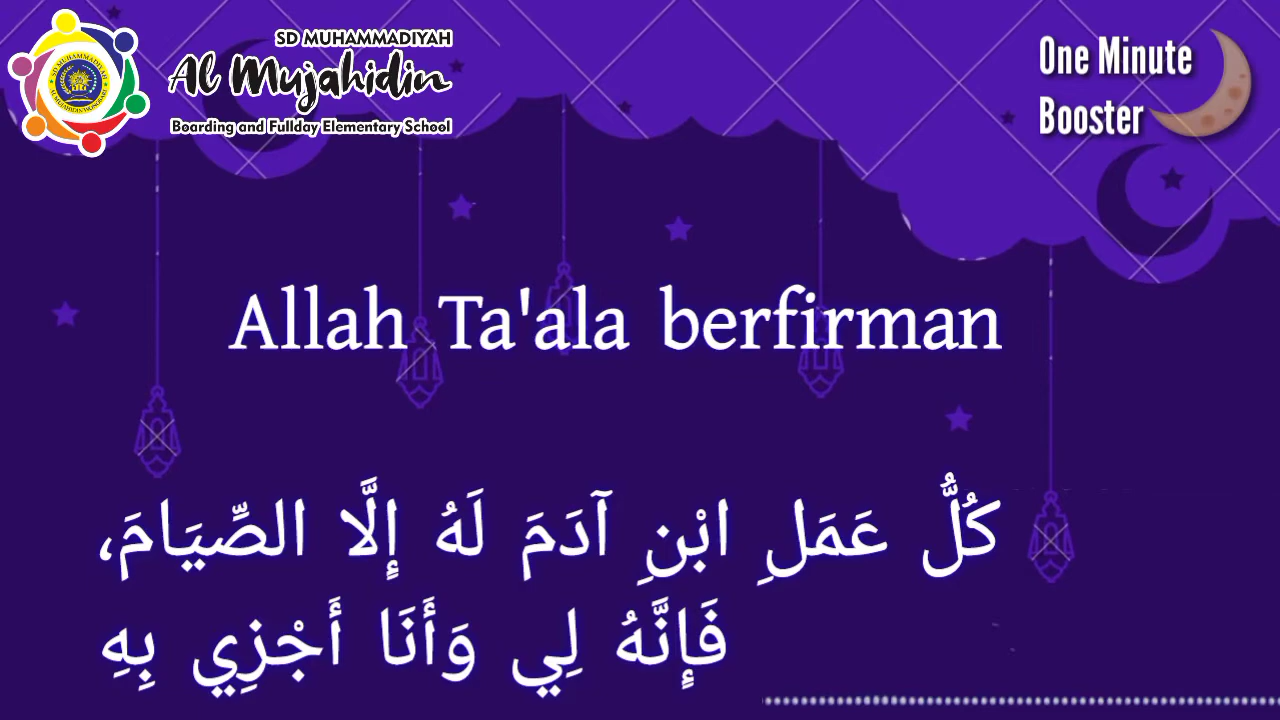 SD MUHAMMADIYAH
Al Mujahidin
Boarding and Fullday Elementary School
One Minute
Booster
Allah Ta'ala berfirman
كُلُّ عَمَلِ ابْنِ آدَمَ لَهُ إِلَّا الصِّيَامَ،
فَإِنَّهُ لِي وَأَنَا أَجْزِي بِهِ